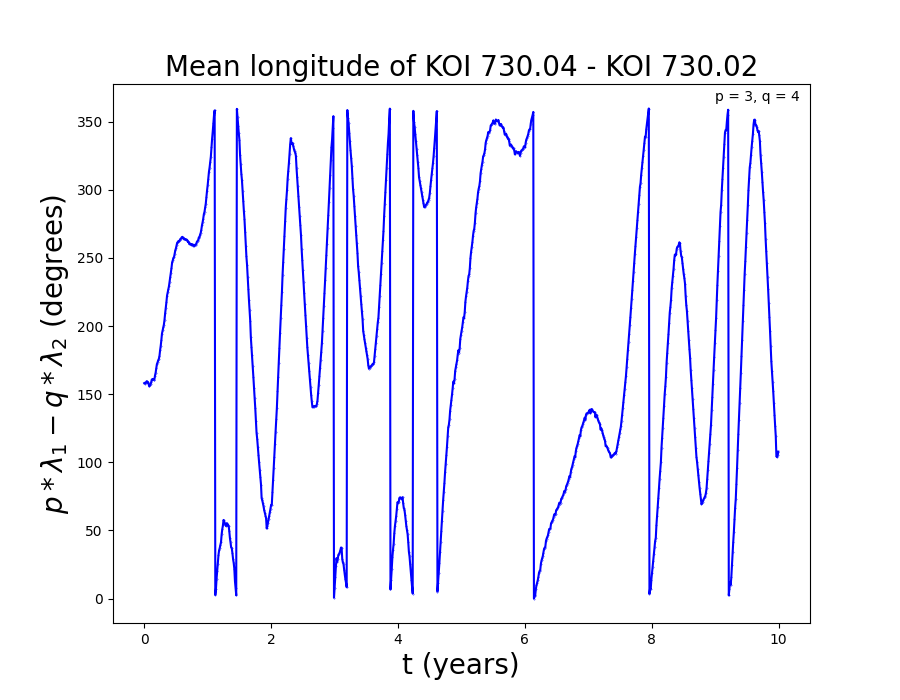 Mean longitude of KOI 730.04 - KOI 730.02
p = 3, q = 4
p * λ₁ − q * λ₂ (degrees)
350
300
250
200
150
100
50
0
0 2 4 6 8 10
t (years)